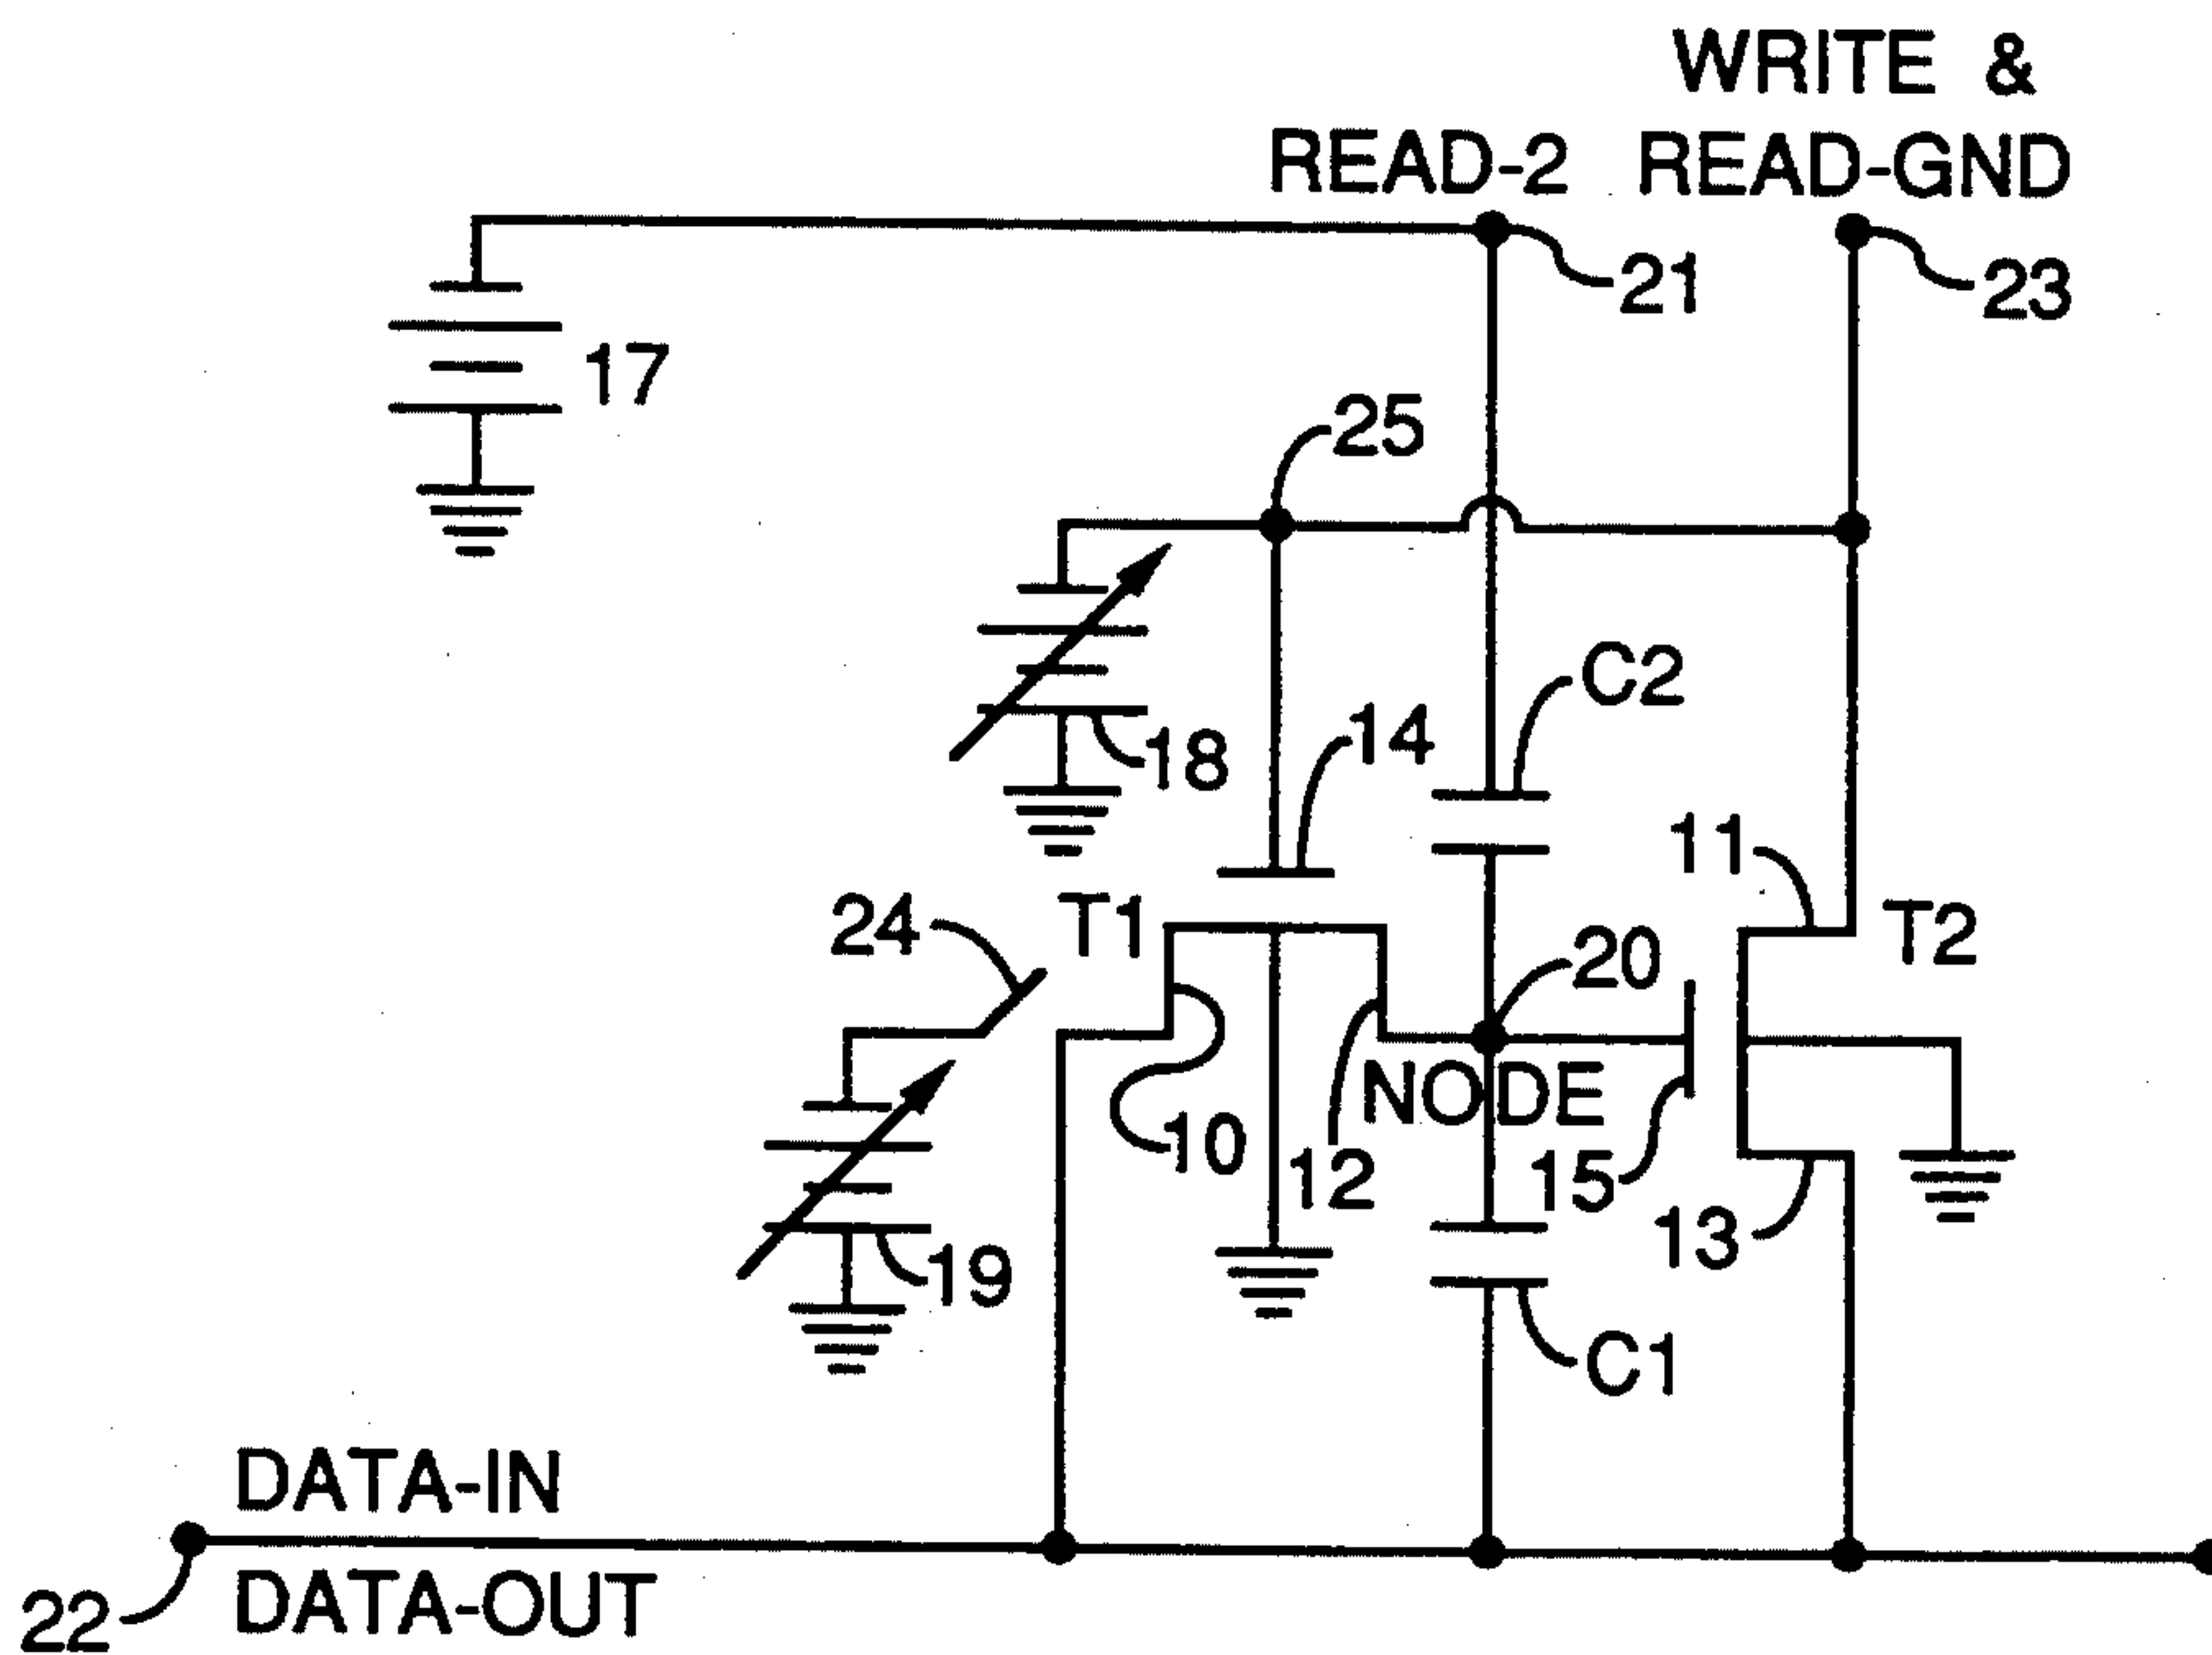 WRITE &
READ-2 READ-GND
21
23
17
25
C2
14
18
11
24
T1
20
T2
NODE
10
12
15
13
19
C1
DATA-IN
DATA-OUT
22